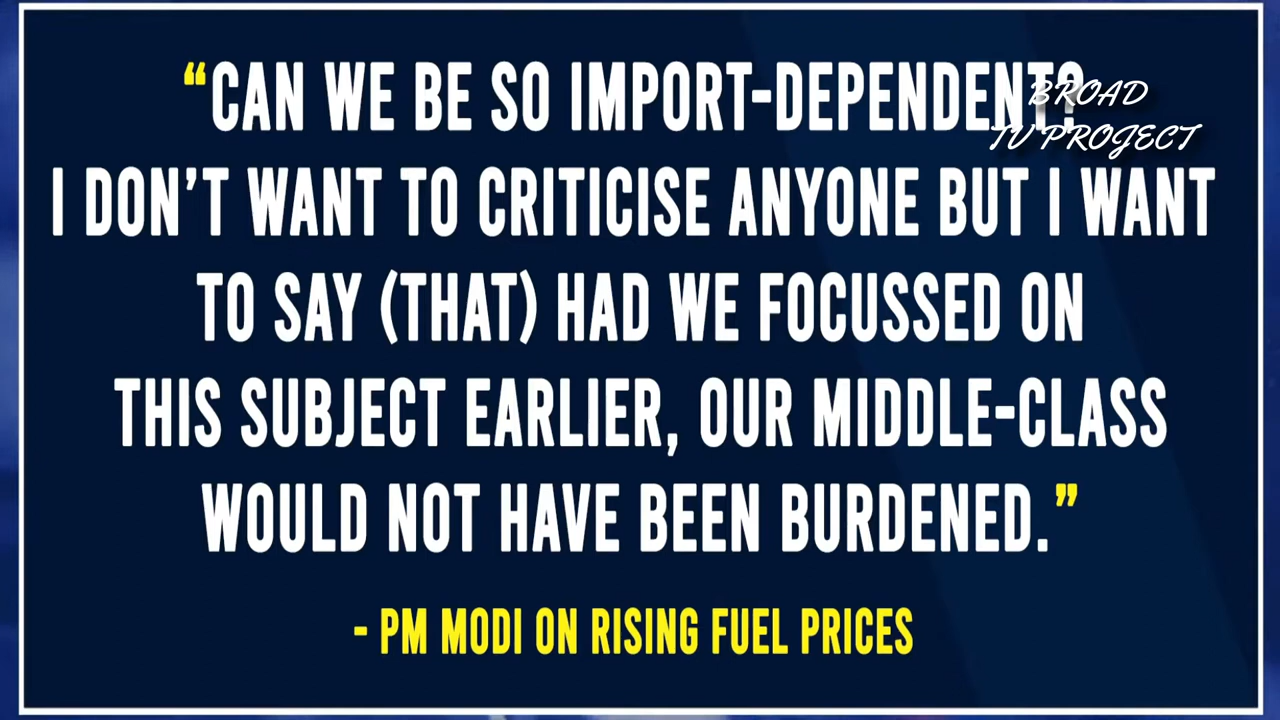 “CAN WE BE SO IMPORT-DEPENDENT?
BROAD
TV PROJECT
I DON’T WANT TO CRITICISE ANYONE BUT I WANT
TO SAY (THAT) HAD WE FOCUSSED ON
THIS SUBJECT EARLIER, OUR MIDDLE-CLASS
WOULD NOT HAVE BEEN BURDENED.”
- PM MODI ON RISING FUEL PRICES